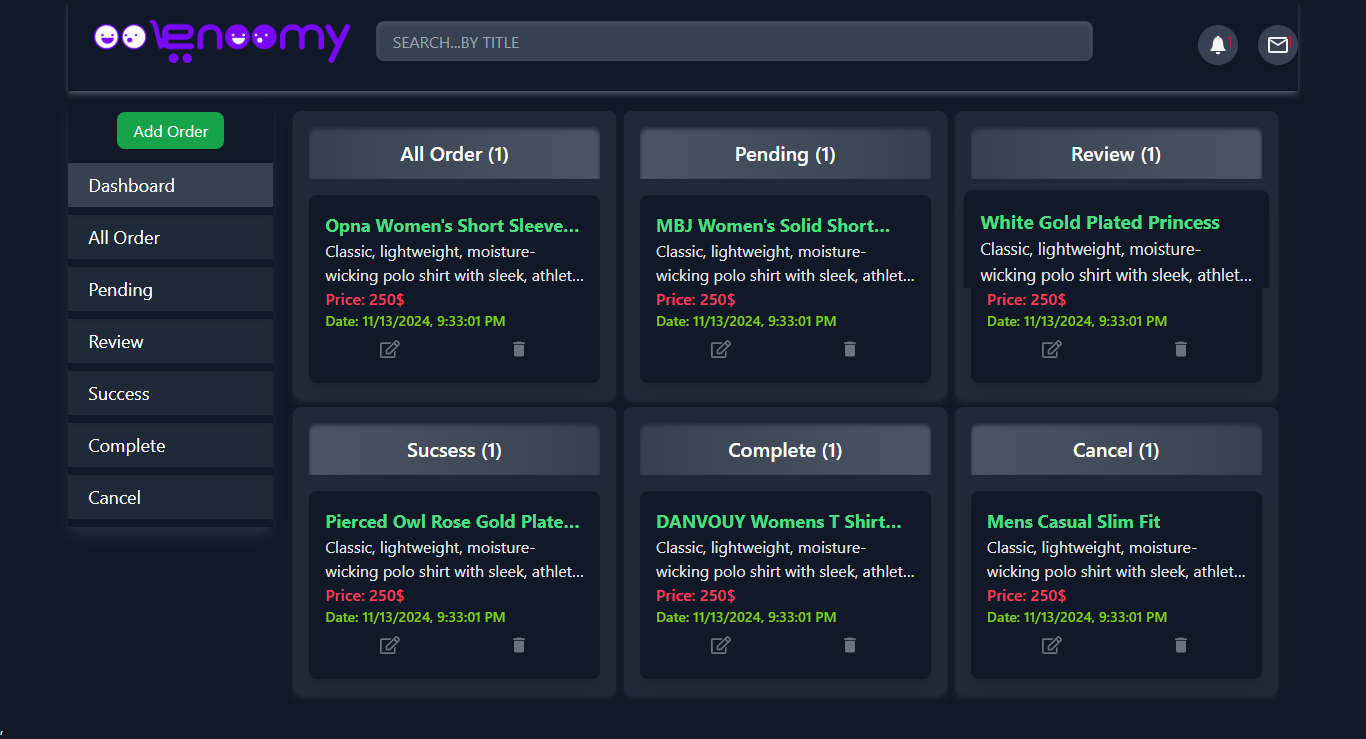 enoomy
SEARCH...BY TITLE
Add Order
Dashboard
All Order
Pending
Review
Success
Complete
Cancel
All Order (1)
Opna Women's Short Sleeve...
Classic, lightweight, moisture-
wicking polo shirt with sleek, athlet...
Price: 250$
Date: 11/13/2024, 9:33:01 PM
Pending (1)
MBJ Women's Solid Short...
Classic, lightweight, moisture-
wicking polo shirt with sleek, athlet...
Price: 250$
Date: 11/13/2024, 9:33:01 PM
Review (1)
White Gold Plated Princess
Classic, lightweight, moisture-
wicking polo shirt with sleek, athlet...
Price: 250$
Date: 11/13/2024, 9:33:01 PM
Sucsess (1)
Pierced Owl Rose Gold Plate...
Classic, lightweight, moisture-
wicking polo shirt with sleek, athlet...
Price: 250$
Date: 11/13/2024, 9:33:01 PM
Complete (1)
DANVOUY Womens T Shirt...
Classic, lightweight, moisture-
wicking polo shirt with sleek, athlet...
Price: 250$
Date: 11/13/2024, 9:33:01 PM
Cancel (1)
Mens Casual Slim Fit
Classic, lightweight, moisture-
wicking polo shirt with sleek, athlet...
Price: 250$
Date: 11/13/2024, 9:33:01 PM
,